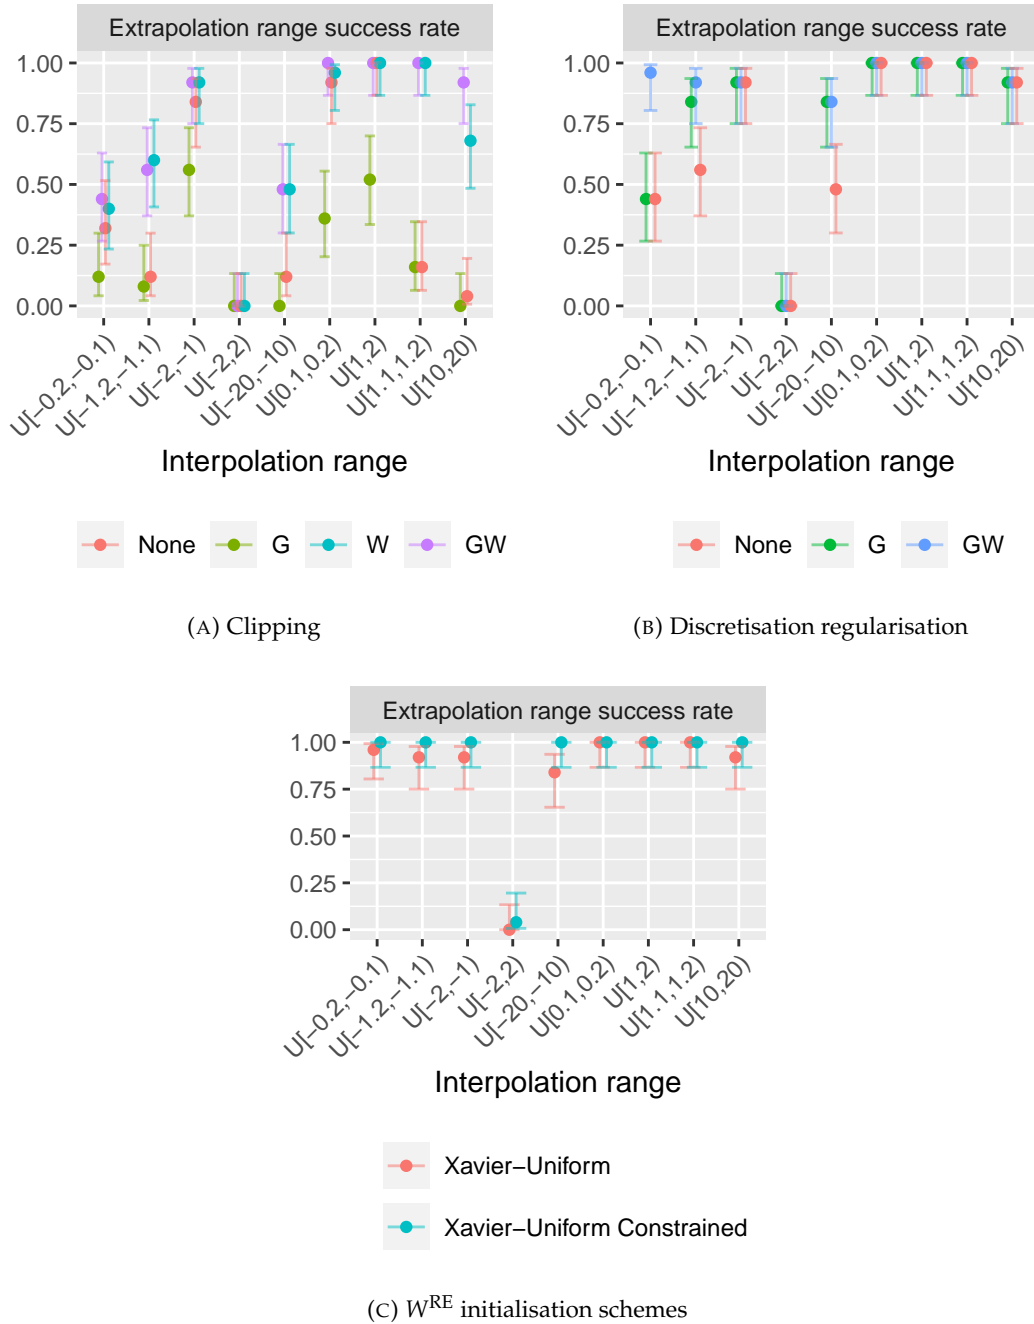 Extrapolation range success rate
1.00
0.75
0.50
0.25
0.00
U[−0.2,−0.1)
U[−1.2,−1.1)
U[−2,−1)
U[−2,2)
U[−20,−10)
U[0.1,0.2)
U[1,2)
U[1.1,1.2)
U[10,20)
Interpolation range
None G W GW
(A) Clipping
Extrapolation range success rate
1.00
0.75
0.50
0.25
0.00
U[−0.2,−0.1)
U[−1.2,−1.1)
U[−2,−1)
U[−2,2)
U[−20,−10)
U[0.1,0.2)
U[1,2)
U[1.1,1.2)
U[10,20)
Interpolation range
None G GW
(B) Discretisation regularisation
Extrapolation range success rate
1.00
0.75
0.50
0.25
0.00
U[−0.2,−0.1)
U[−1.2,−1.1)
U[−2,−1)
U[−2,2)
U[−20,−10)
U[0.1,0.2)
U[1,2)
U[1.1,1.2)
U[10,20)
Interpolation range
Xavier−Uniform
Xavier−Uniform Constrained
(C) W^RE initialisation schemes